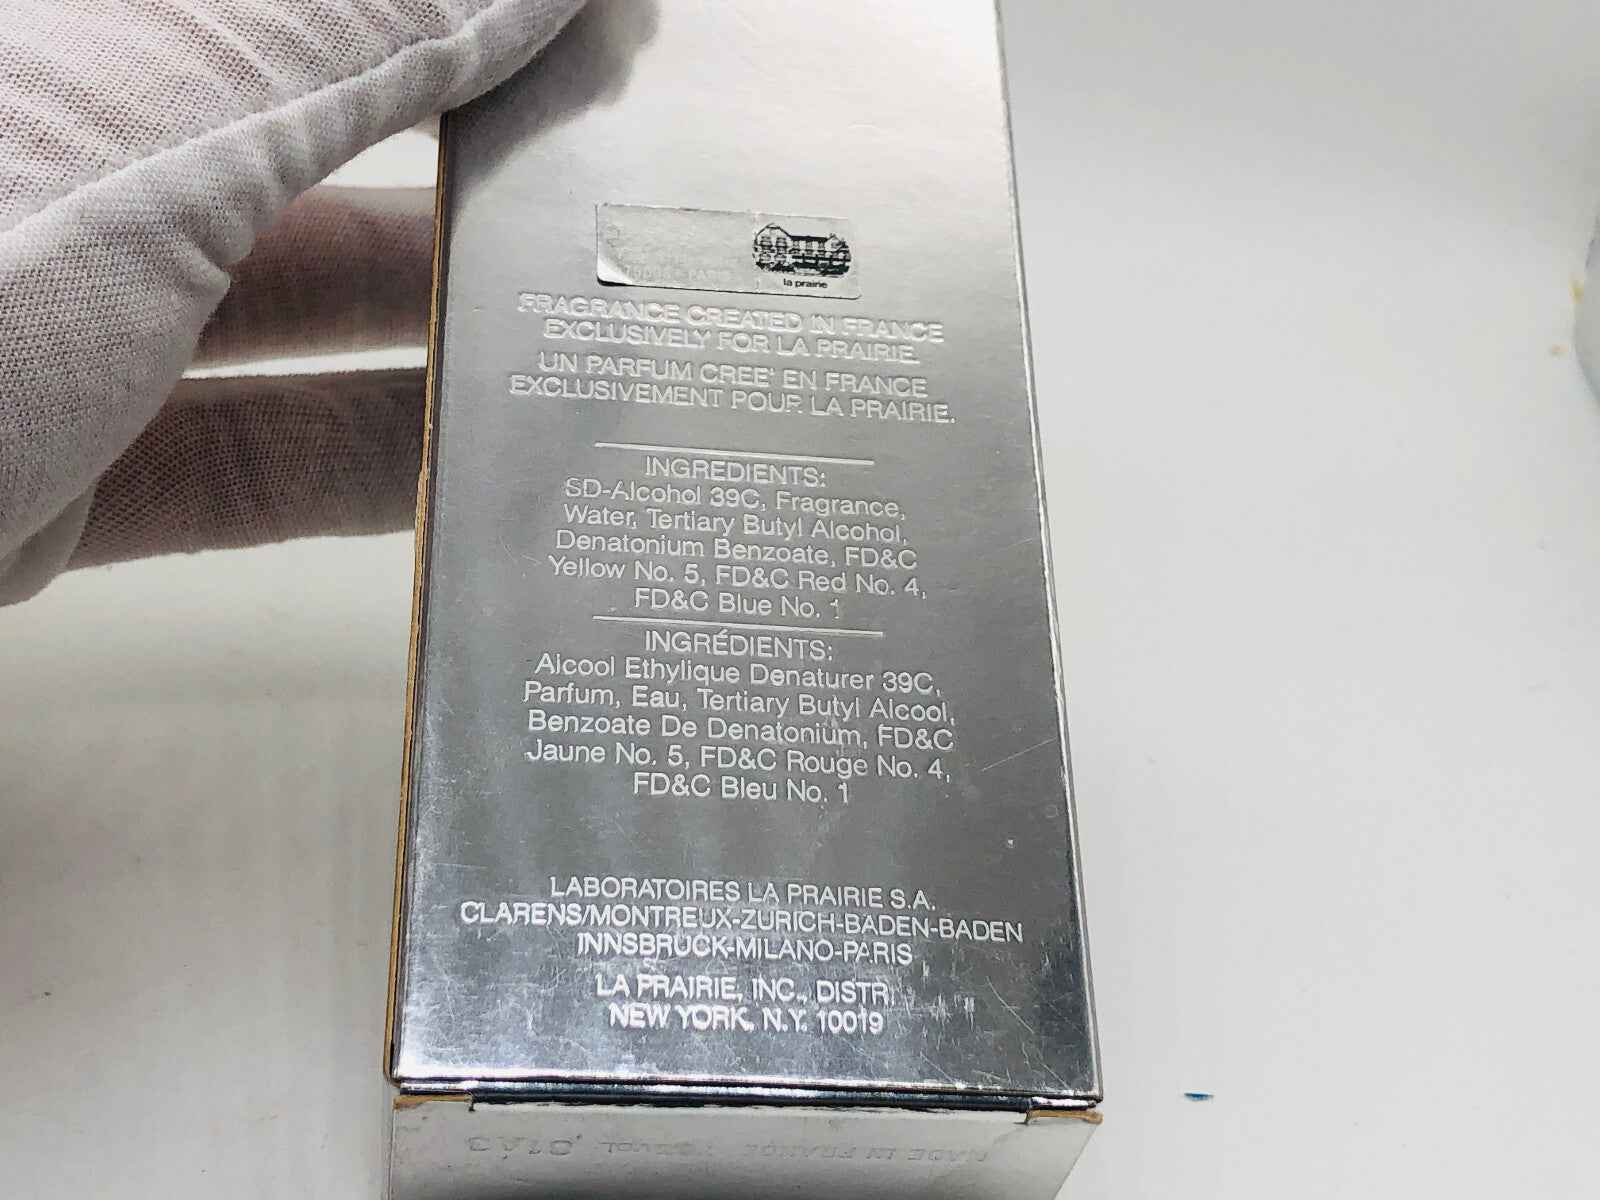 PARIS
la prairie
FRAGRANCE CREATED IN FRANCE
EXCLUSIVELY FOR LA PRAIRIE.
UN PARFUM CREE' EN FRANCE
EXCLUSIVEMENT POUR LA PRAIRIE.
INGREDIENTS:
SD-Alcohol 39C, Fragrance,
Water, Tertiary Butyl Alcohol,
Denatonium Benzoate, FD&C
Yellow No. 5, FD&C Red No. 4,
FD&C Blue No. 1
INGRÉDIENTS:
Alcool Ethylique Denaturer 39C,
Parfum, Eau, Tertiary Butyl Alcool,
Benzoate De Denatonium, FD&C
Jaune No. 5, FD&C Rouge No. 4,
FD&C Bleu No. 1
LABORATOIRES LA PRAIRIE S.A.
CLARENS/MONTREUX-ZURICH-BADEN-BADEN
INNSBRUCK-MILANO-PARIS
LA PRAIRIE, INC., DISTR.
NEW YORK, N.Y. 10019
MADE IN FRANCE